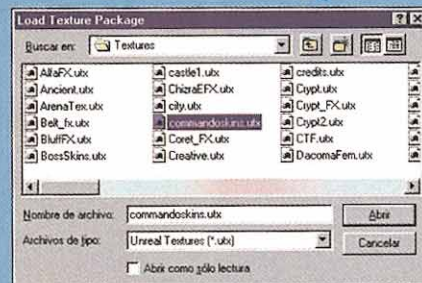 Load Texture Package
Buscar en: Textures
AlfaFX.utx castle1.utx credits.utx
Ancient.utx ChizraEFX.utx Crypt.utx
ArenaTex.utx city.utx Crypt_FX.utx
Belt_fx.utx commandoskins.utx Crypt2.utx
BluffFX.utx Coret_FX.utx CTF.utx
BossSkins.utx Creative.utx DacomaFem.utx
Nombre de archivo: commandoskins.utx Abrir
Archivos de tipo: Unreal Textures (*.utx) Cancelar
Abrir como sólo lectura